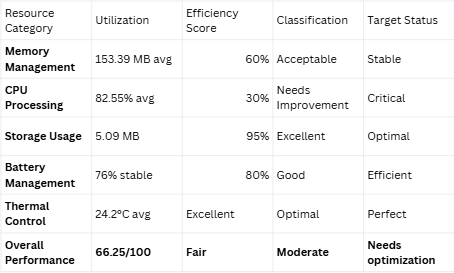 Resource Category | Utilization | Efficiency Score | Classification | Target Status
Memory Management | 153.39 MB avg | 60% | Acceptable | Stable
CPU Processing | 82.55% avg | 30% | Needs Improvement | Critical
Storage Usage | 5.09 MB | 95% | Excellent | Optimal
Battery Management | 76% stable | 80% | Good | Efficient
Thermal Control | 24.2°C avg | Excellent | Optimal | Perfect
Overall Performance | 66.25/100 | Fair | Moderate | Needs optimization